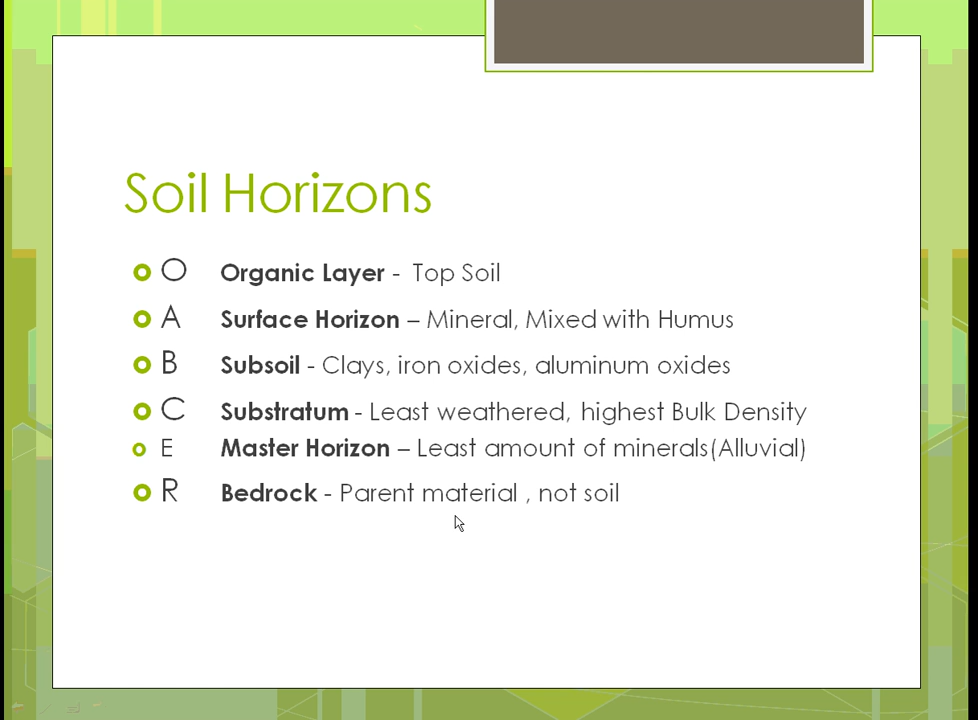 Soil Horizons
O Organic Layer - Top Soil
A Surface Horizon – Mineral, Mixed with Humus
B Subsoil - Clays, iron oxides, aluminum oxides
C Substratum - Least weathered, highest Bulk Density
E Master Horizon – Least amount of minerals(Alluvial)
R Bedrock - Parent material , not soil